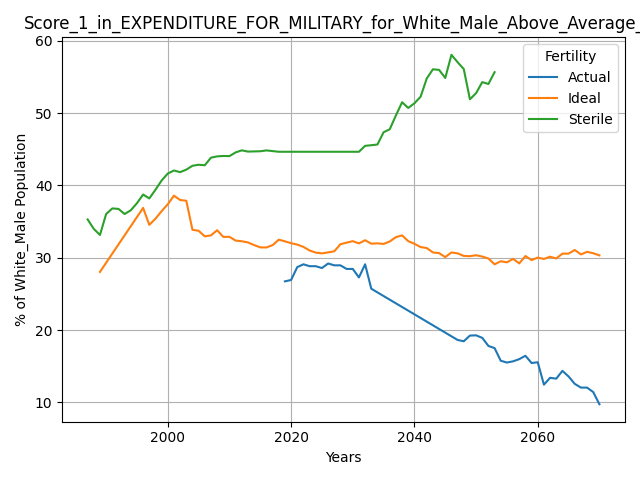 Score_1_in_EXPENDITURE_FOR_MILITARY_for_White_Male_Above_Average_
60
50
40
30
20
10
% of White_Male Population
Fertility
Actual
Ideal
Sterile
2000 2020 2040 2060
Years